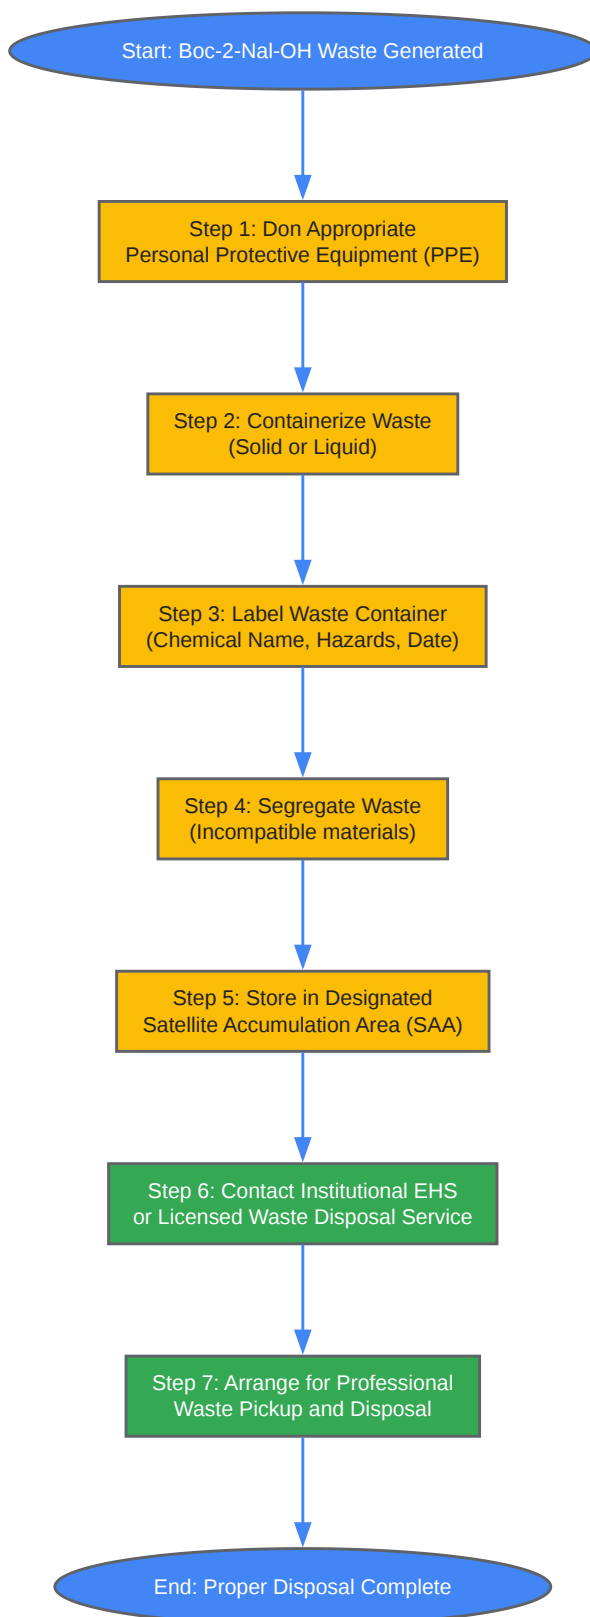 Start: Boc-2-Nal-OH Waste Generated
Step 1: Don Appropriate
Personal Protective Equipment (PPE)
Step 2: Containerize Waste
(Solid or Liquid)
Step 3: Label Waste Container
(Chemical Name, Hazards, Date)
Step 4: Segregate Waste
(Incompatible materials)
Step 5: Store in Designated
Satellite Accumulation Area (SAA)
Step 6: Contact Institutional EHS
or Licensed Waste Disposal Service
Step 7: Arrange for Professional
Waste Pickup and Disposal
End: Proper Disposal Complete